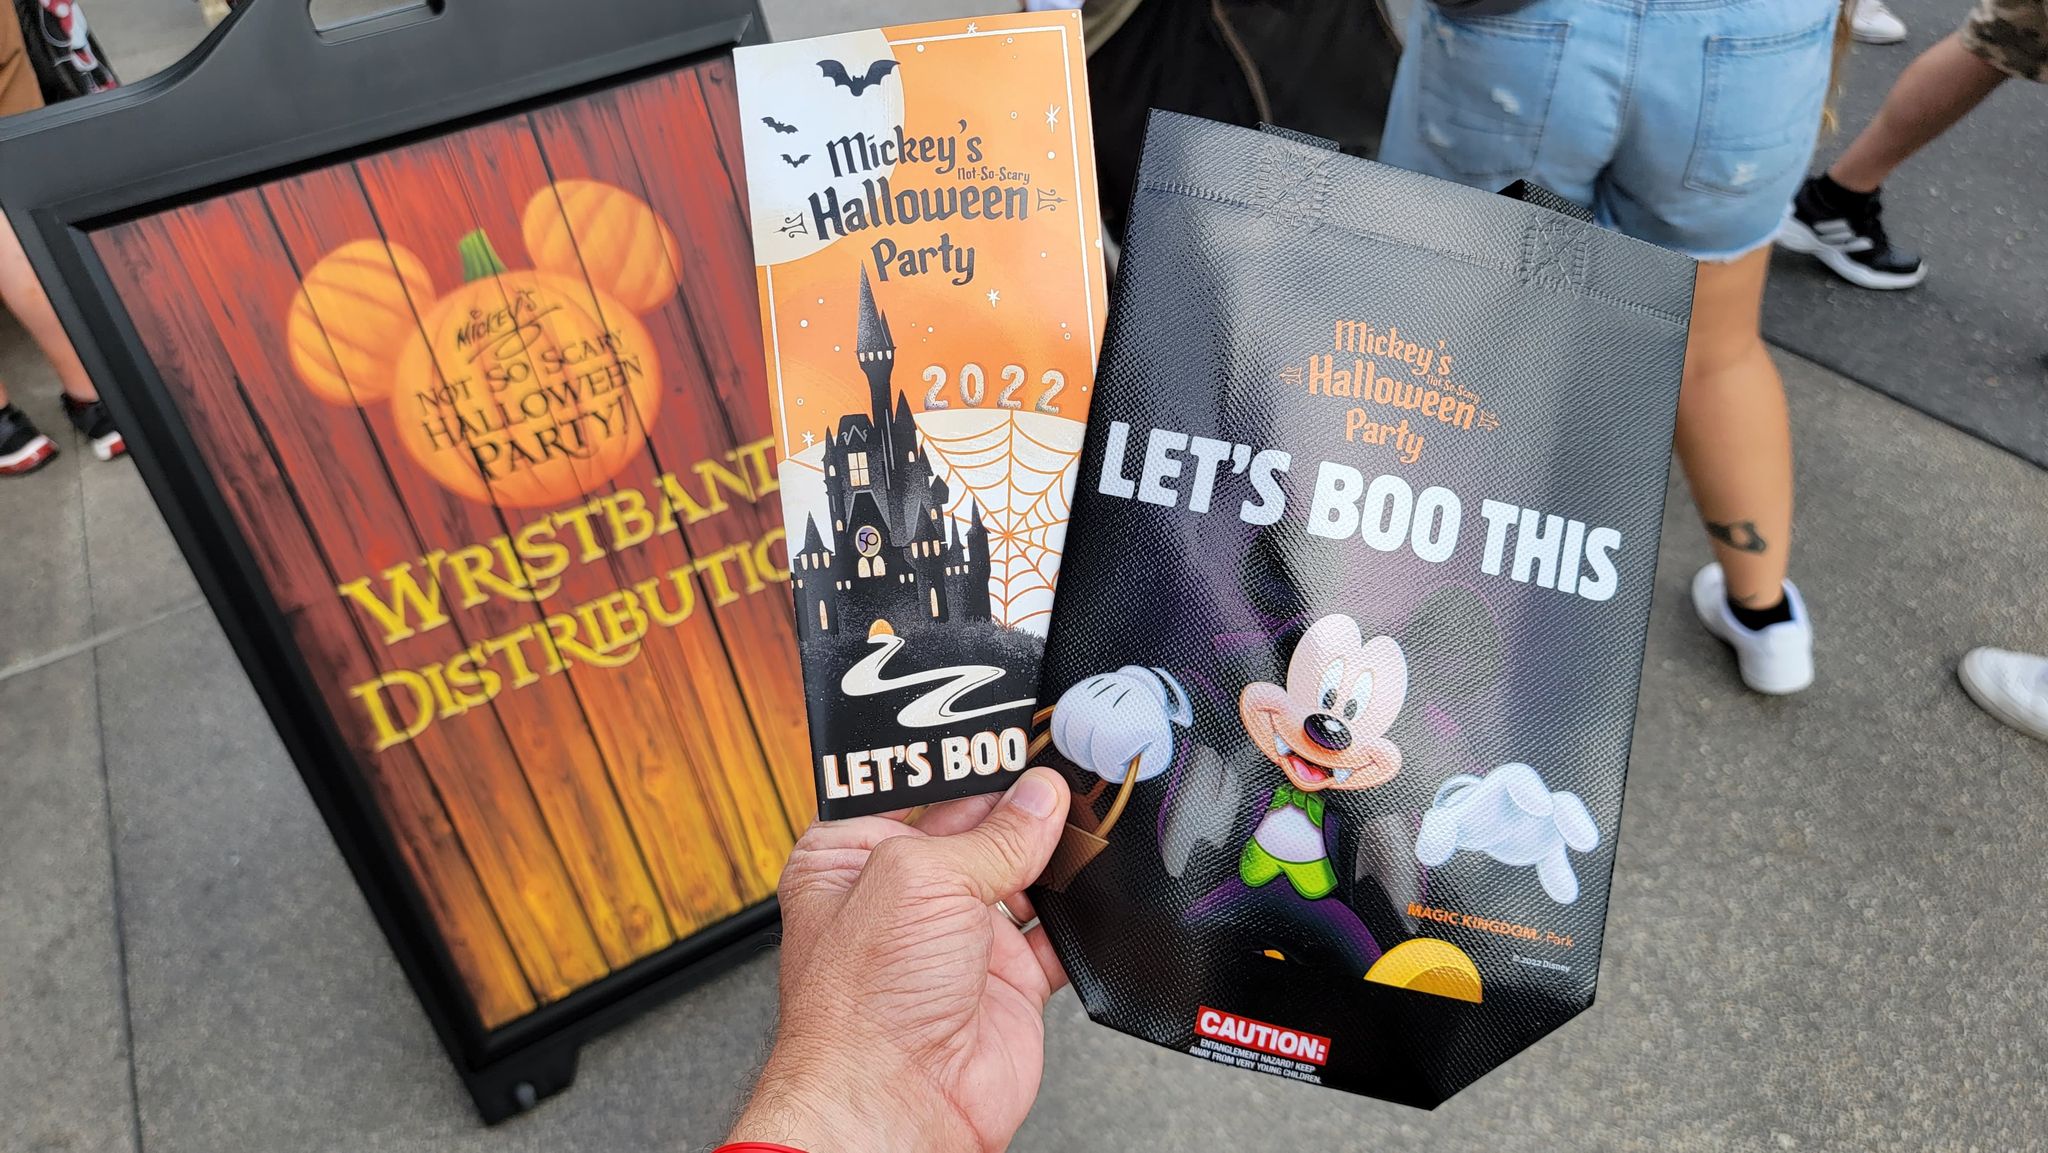 Mickey's
NOT SO SCARY
HALLOWEEN
PARTY!
WRISTBAND
DISTRIBUTIO
Mickey's
Not-So-Scary
Halloween
Party
2022
50
LET'S BOO
Mickey's
Not-So-Scary
Halloween
Party
LET'S BOO THIS
MAGIC KINGDOM® Park
© 2022 Disney
CAUTION:
ENTANGLEMENT HAZARD! KEEP
AWAY FROM VERY YOUNG CHILDREN.